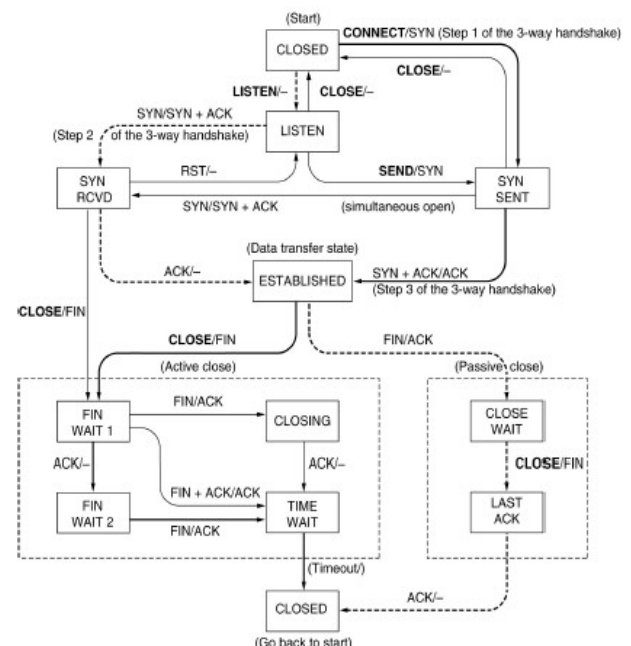 (Start)
CLOSED
CONNECT/SYN (Step 1 of the 3-way handshake)
CLOSE/–
LISTEN/–
CLOSE/–
SYN/SYN + ACK
(Step 2 of the 3-way handshake)
LISTEN
SYN
RCVD
RST/–
SEND/SYN
SYN
SENT
SYN/SYN + ACK
(simultaneous open)
(Data transfer state)
ACK/–
ESTABLISHED
SYN + ACK/ACK
(Step 3 of the 3-way handshake)
CLOSE/FIN
CLOSE/FIN
FIN/ACK
(Active close)
(Passive close)
FIN
WAIT 1
FIN/ACK
CLOSING
CLOSE
WAIT
ACK/–
ACK/–
CLOSE/FIN
FIN + ACK/ACK
FIN
WAIT 2
FIN/ACK
TIME
WAIT
LAST
ACK
(Timeout/)
CLOSED
ACK/–
(Go back to start)